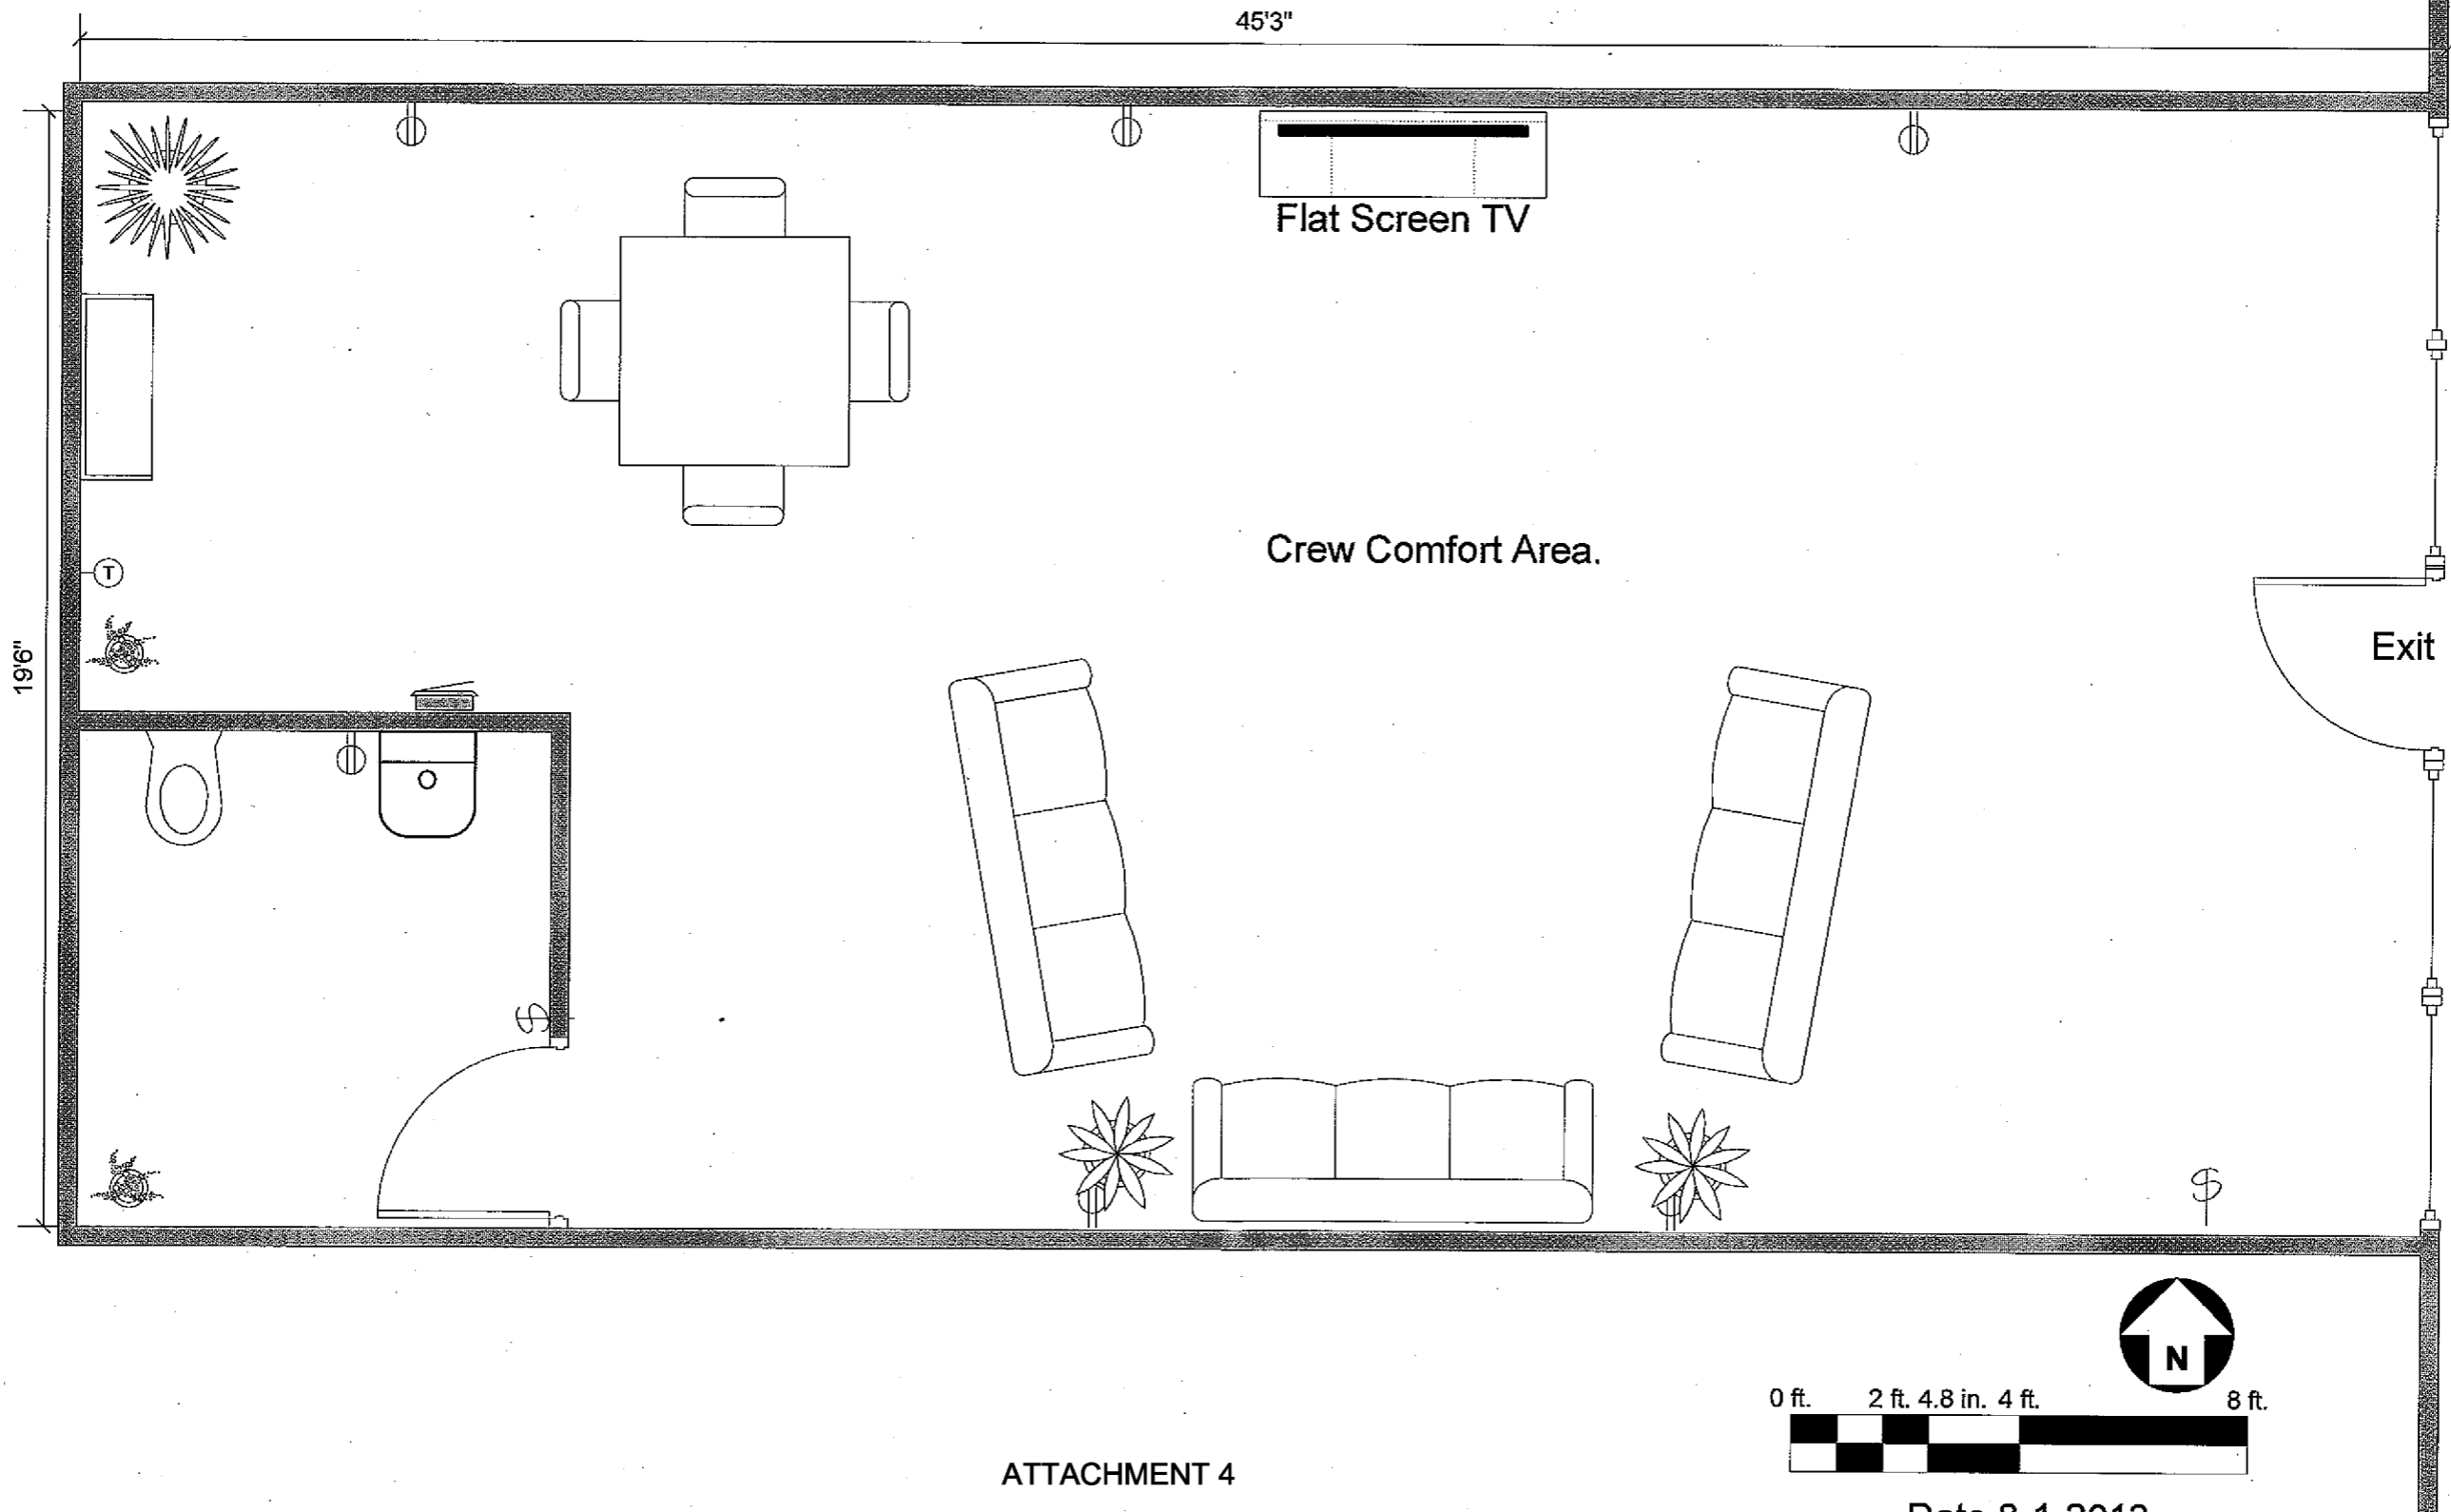 45'3"
Flat Screen TV
Crew Comfort Area.
T
19'6"
Exit
$
$
N
0 ft. 2 ft. 4.8 in. 4 ft. 8 ft.
ATTACHMENT 4